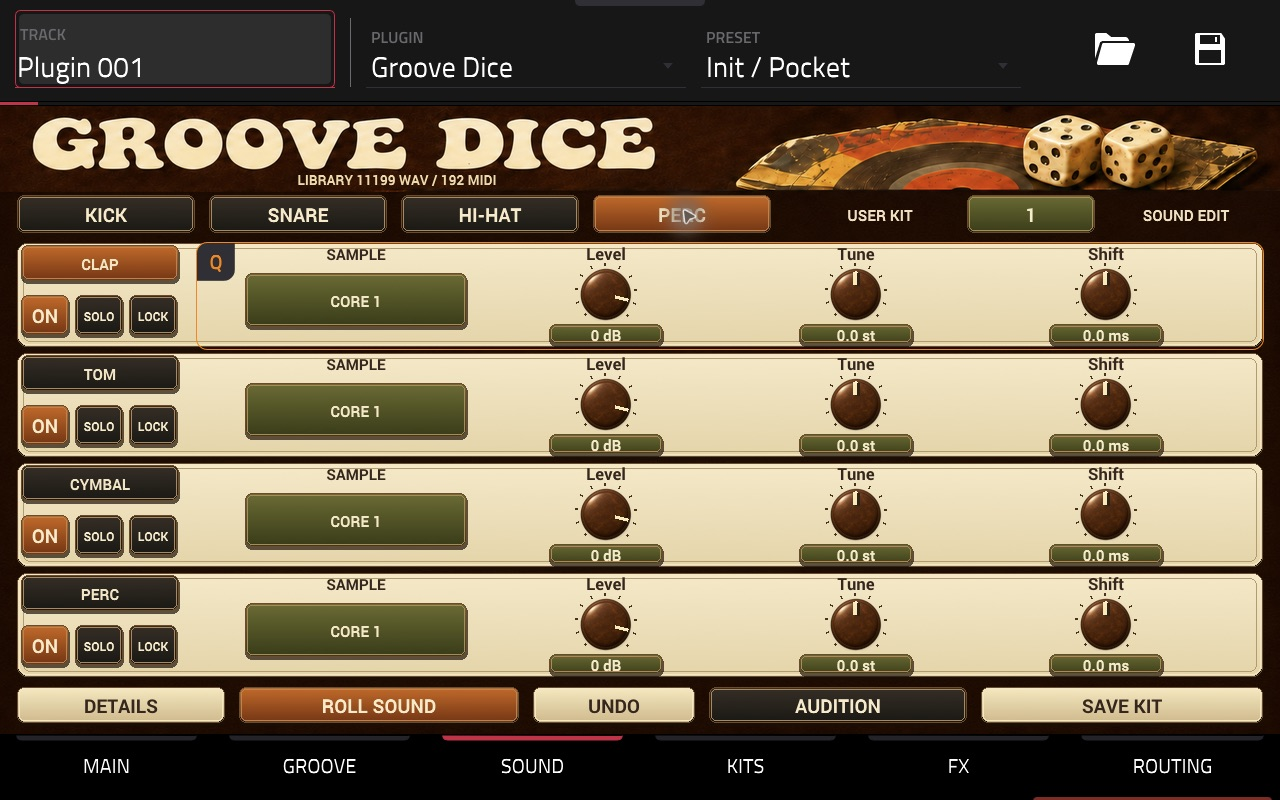 TRACK
Plugin 001
PLUGIN
Groove Dice
PRESET
Init / Pocket
GROOVE DICE
LIBRARY 11199 WAV / 192 MIDI
KICK
SNARE
HI-HAT
PERC
USER KIT
1
SOUND EDIT
CLAP
Q
SAMPLE
Level
Tune
Shift
CORE 1
ON
SOLO
LOCK
0 dB
0.0 st
0.0 ms
TOM
SAMPLE
Level
Tune
Shift
CORE 1
ON
SOLO
LOCK
0 dB
0.0 st
0.0 ms
CYMBAL
SAMPLE
Level
Tune
Shift
CORE 1
ON
SOLO
LOCK
0 dB
0.0 st
0.0 ms
PERC
SAMPLE
Level
Tune
Shift
CORE 1
ON
SOLO
LOCK
0 dB
0.0 st
0.0 ms
DETAILS
ROLL SOUND
UNDO
AUDITION
SAVE KIT
MAIN
GROOVE
SOUND
KITS
FX
ROUTING